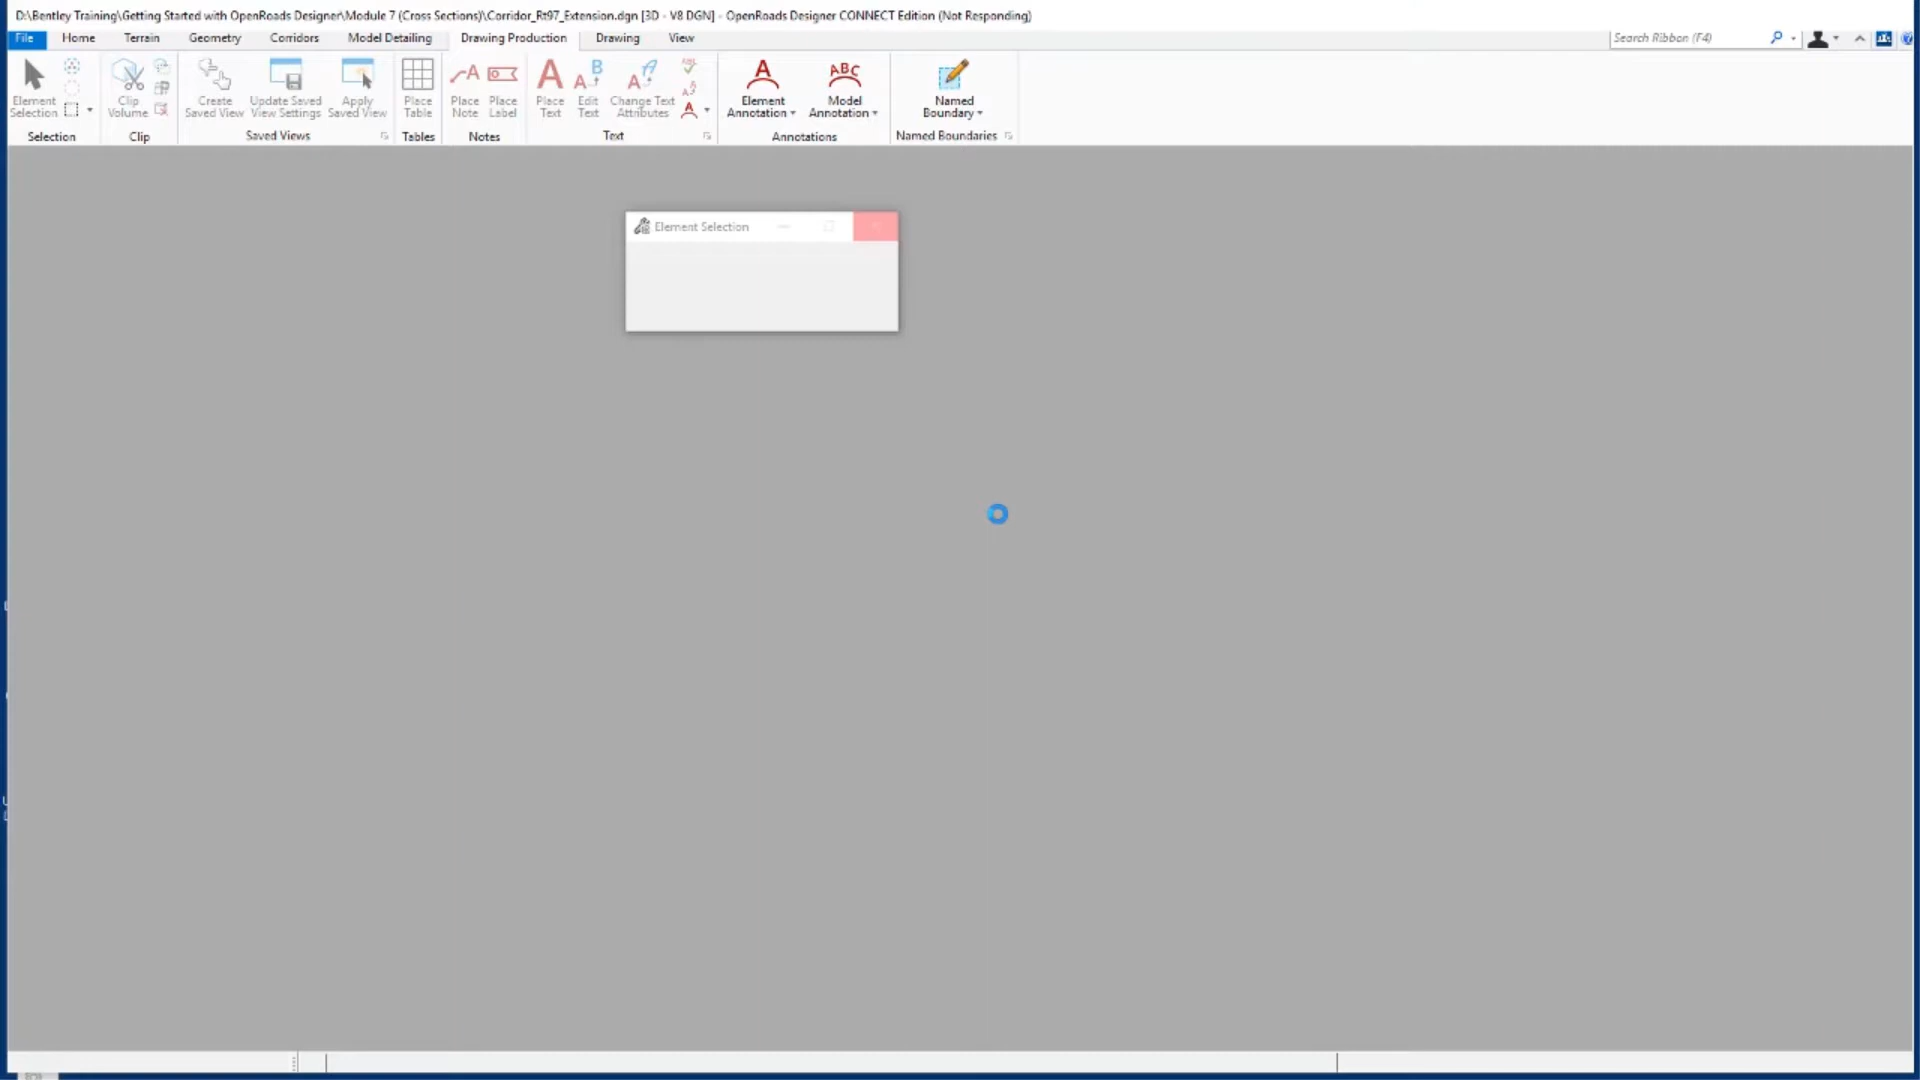 D:\Bentley Training\Getting Started with OpenRoads Designer\Module 7 (Cross Sections)\Corridor_Rt97_Extension.dgn [3D - V8 DGN] - OpenRoads Designer CONNECT Edition (Not Responding)
File Home Terrain Geometry Corridors Model Detailing Drawing Production Drawing View Search Ribbon (F4)
Element Selection
Clip Volume
Create Saved View
Update Saved View Settings
Apply Saved View
Place Table
Place Note
Place Label
Place Text
Edit Text
Change Text Attributes
Element Annotation
Model Annotation
Named Boundary
Selection Clip Saved Views Tables Notes Text Annotations Named Boundaries
Element Selection